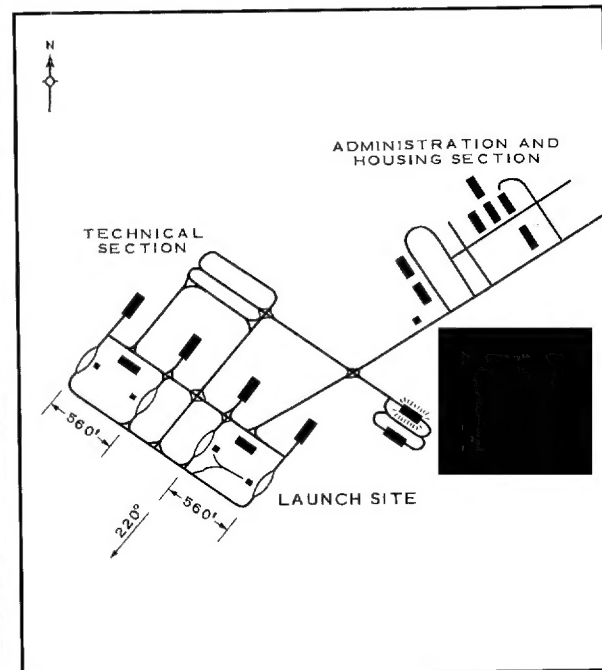 N
ADMINISTRATION AND
HOUSING SECTION
TECHNICAL
SECTION
560'
560'
LAUNCH SITE
220°